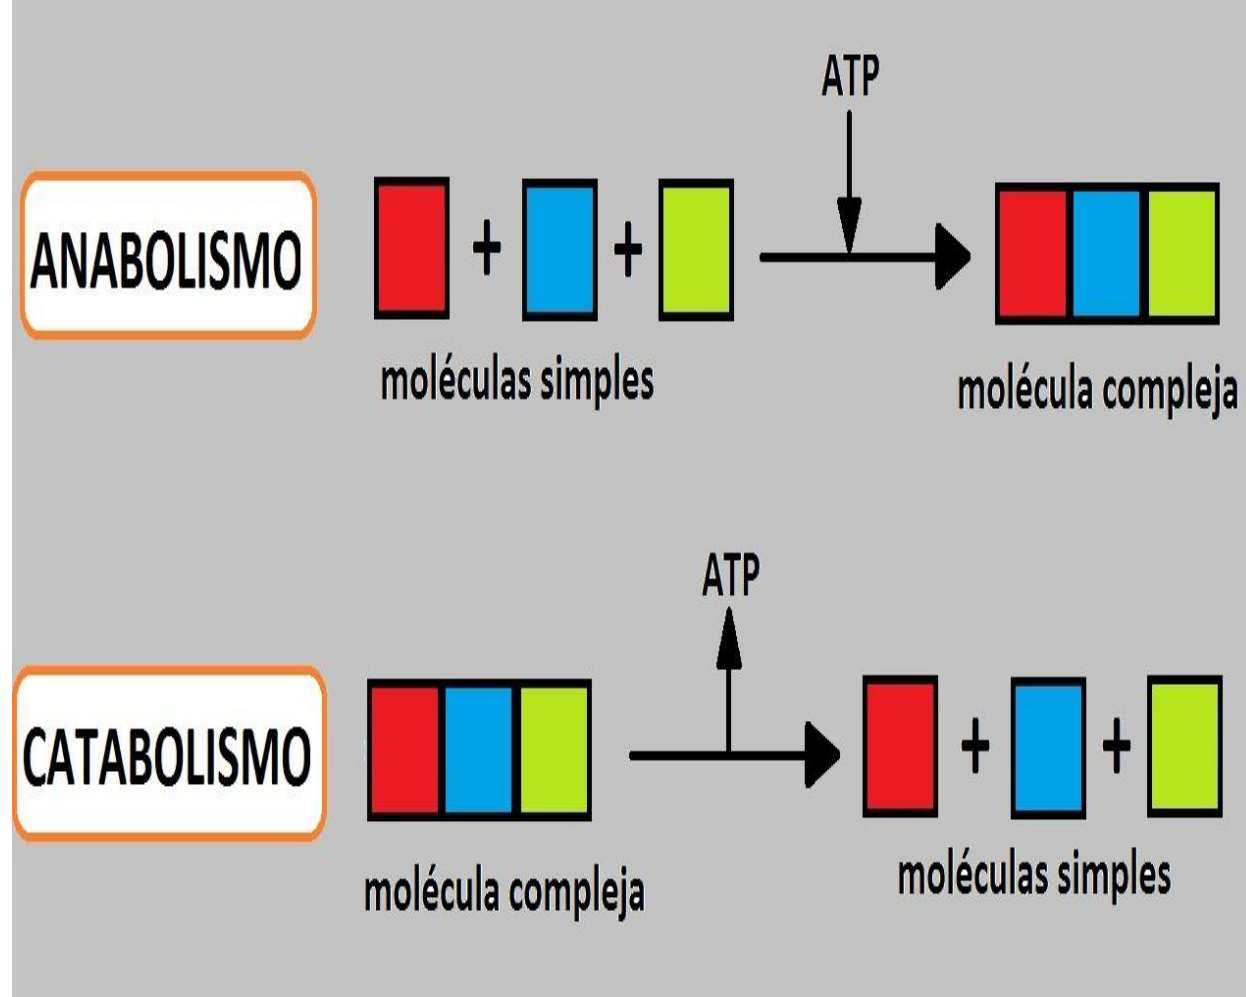 ATP
ANABOLISMO
+
+
moléculas simples
molécula compleja
ATP
CATABOLISMO
+
+
molécula compleja
moléculas simples